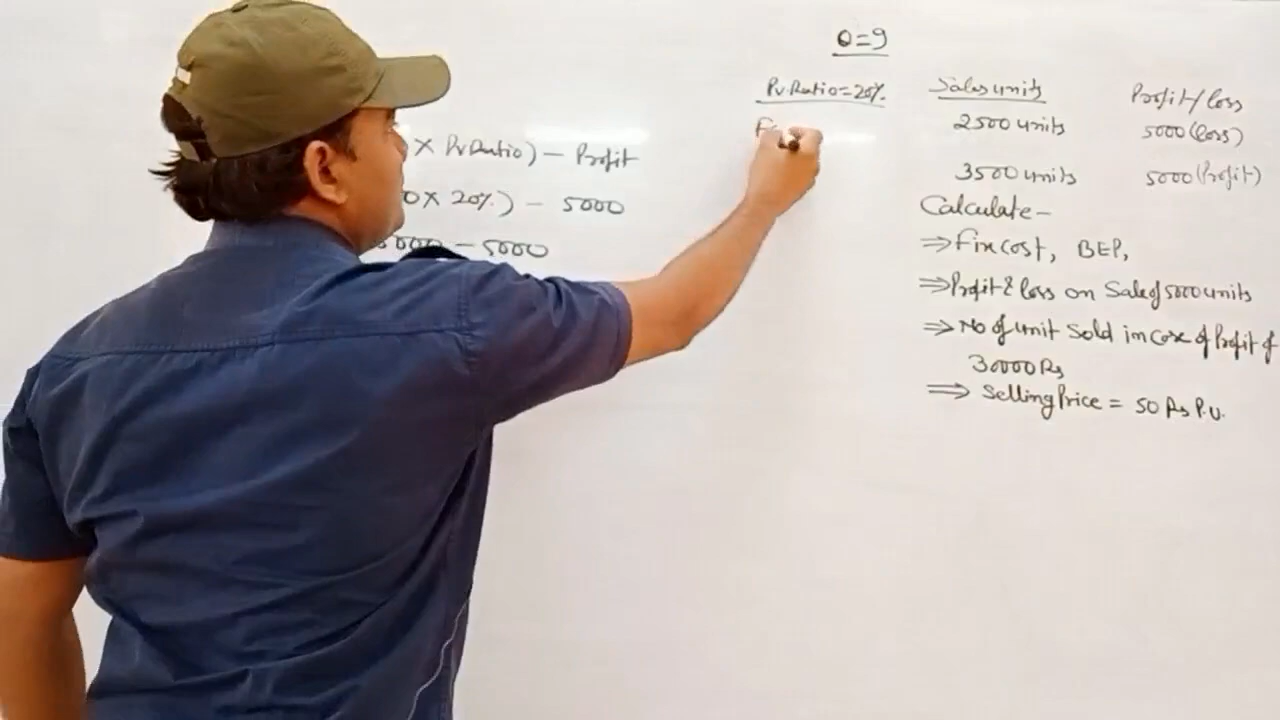 Q=9
Pv.Ratio=20%.
Sales units
Profit/loss
2500 units
5000 (loss)
3500 units
5000 (Profit)
Calculate-
⇒ Fix cost, BEP,
⇒ Profit & loss on Sale of 5000 units
⇒ No of unit Sold in Case of Profit of
30000 Rs
⇒ Selling Price = 50 Rs P.U.
X Pv Ratio) - Profit
0 X 20%) - 5000
5000 - 5000